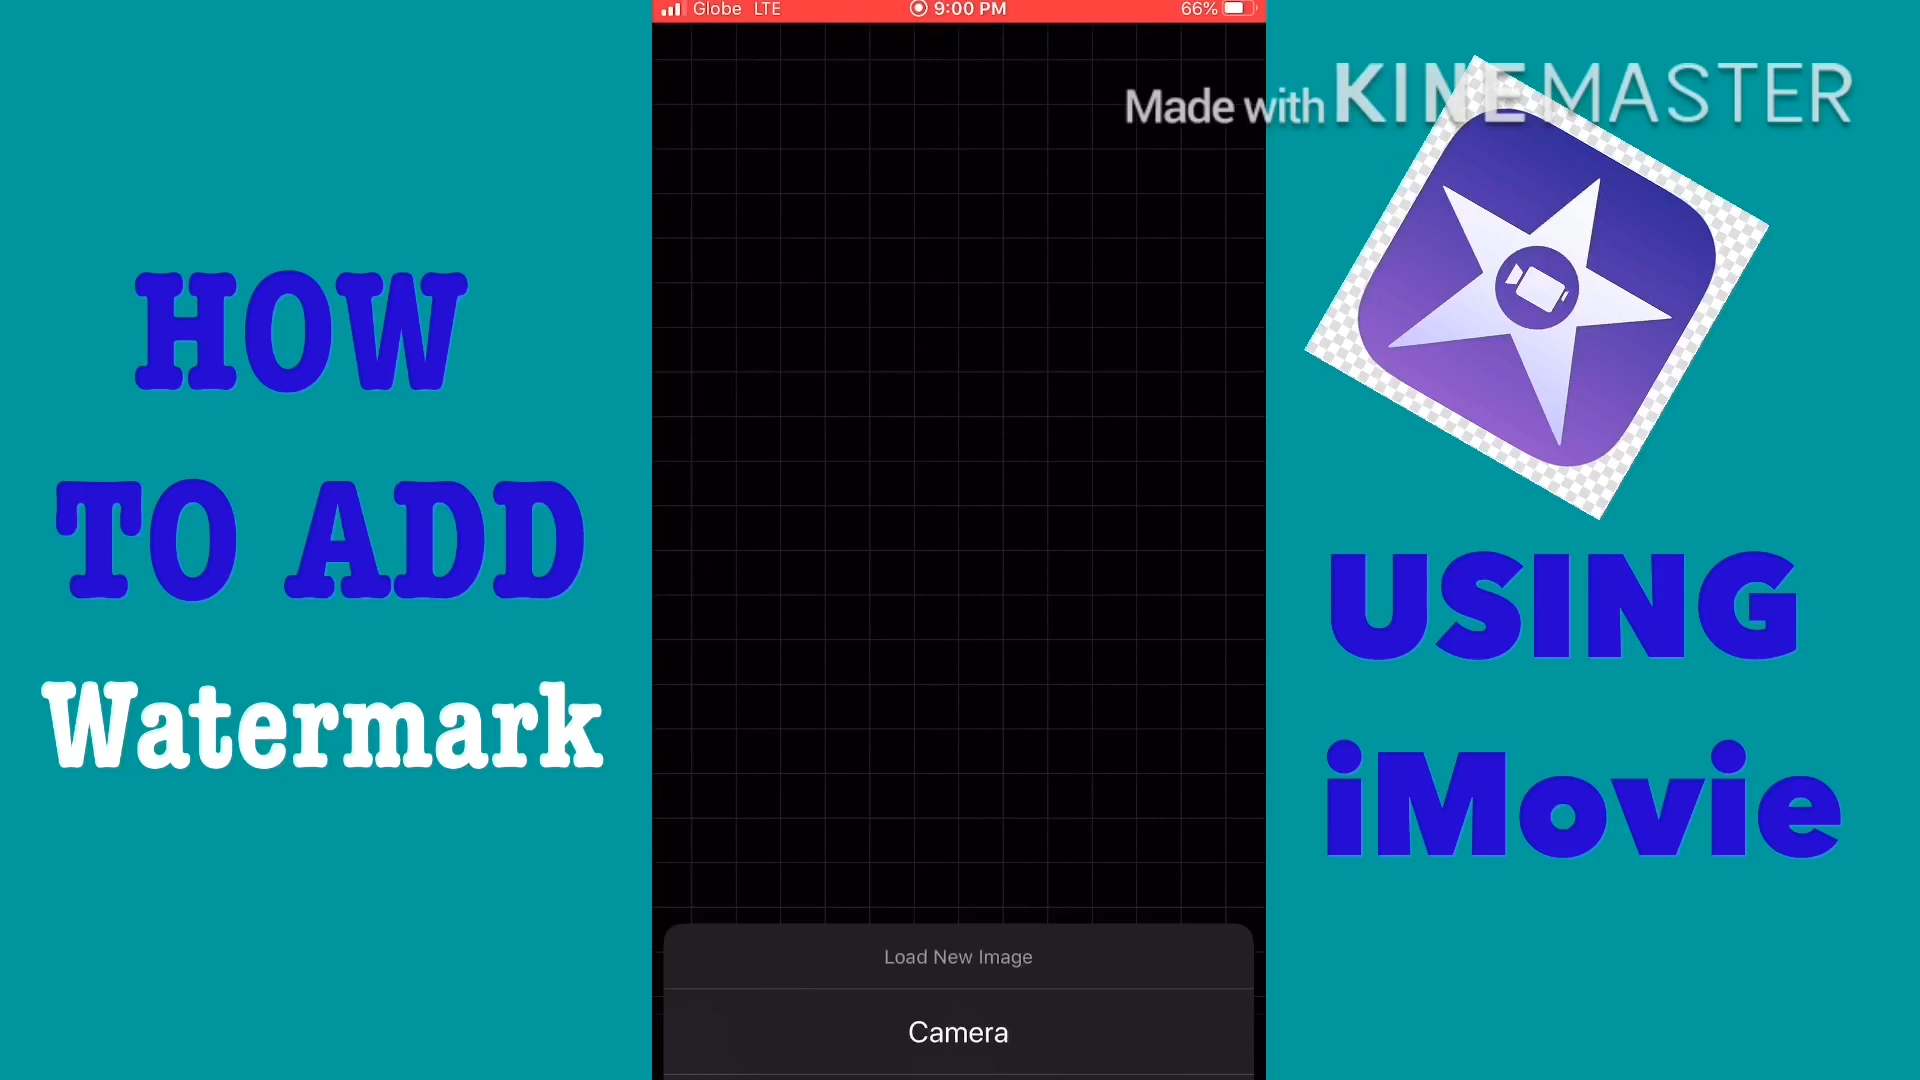 Globe LTE 9:00 PM 66%
Made with KINEMASTER
HOW
TO ADD
Watermark
USING
iMovie
Load New Image
Camera